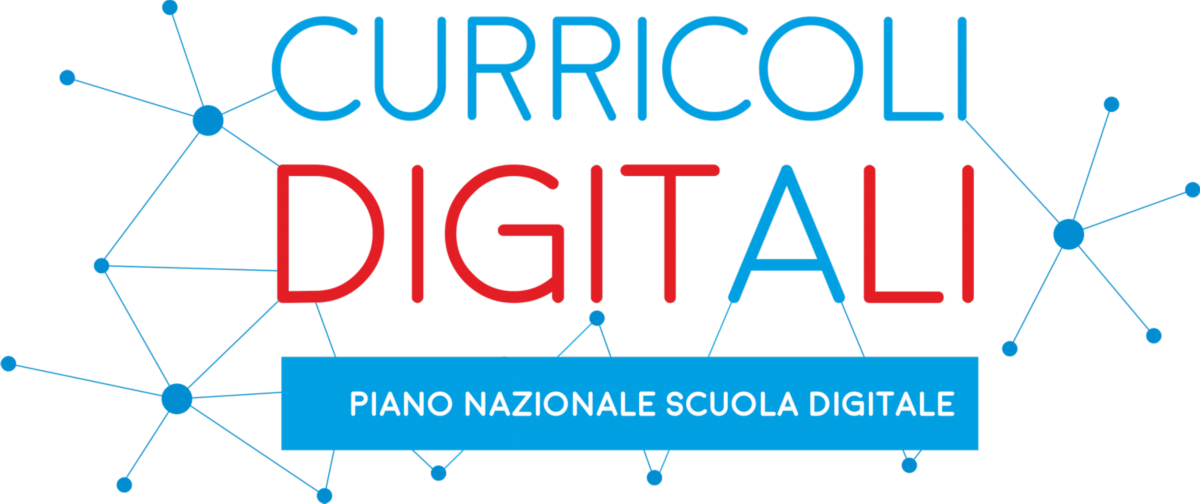 CURRICOLI
DIGITALI
PIANO NAZIONALE SCUOLA DIGITALE